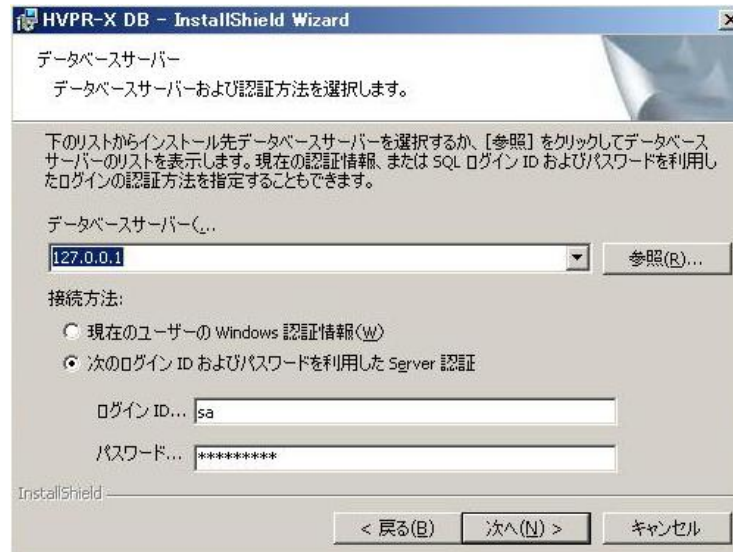 HVPR-X DB - InstallShield Wizard
データベースサーバー
データベースサーバーおよび認証方法を選択します。
下のリストからインストール先データベースサーバーを選択するか、[参照] をクリックしてデータベース
サーバーのリストを表示します。現在の認証情報、または SQL ログイン ID およびパスワードを利用し
たログインの認証方法を指定することもできます。
データベースサーバー(...
127.0.0.1
参照(R)...
接続方法:
現在のユーザーの Windows 認証情報(W)
次のログイン ID およびパスワードを利用した Server 認証
ログイン ID... sa
パスワード... *********
InstallShield
< 戻る(B)
次へ(N) >
キャンセル